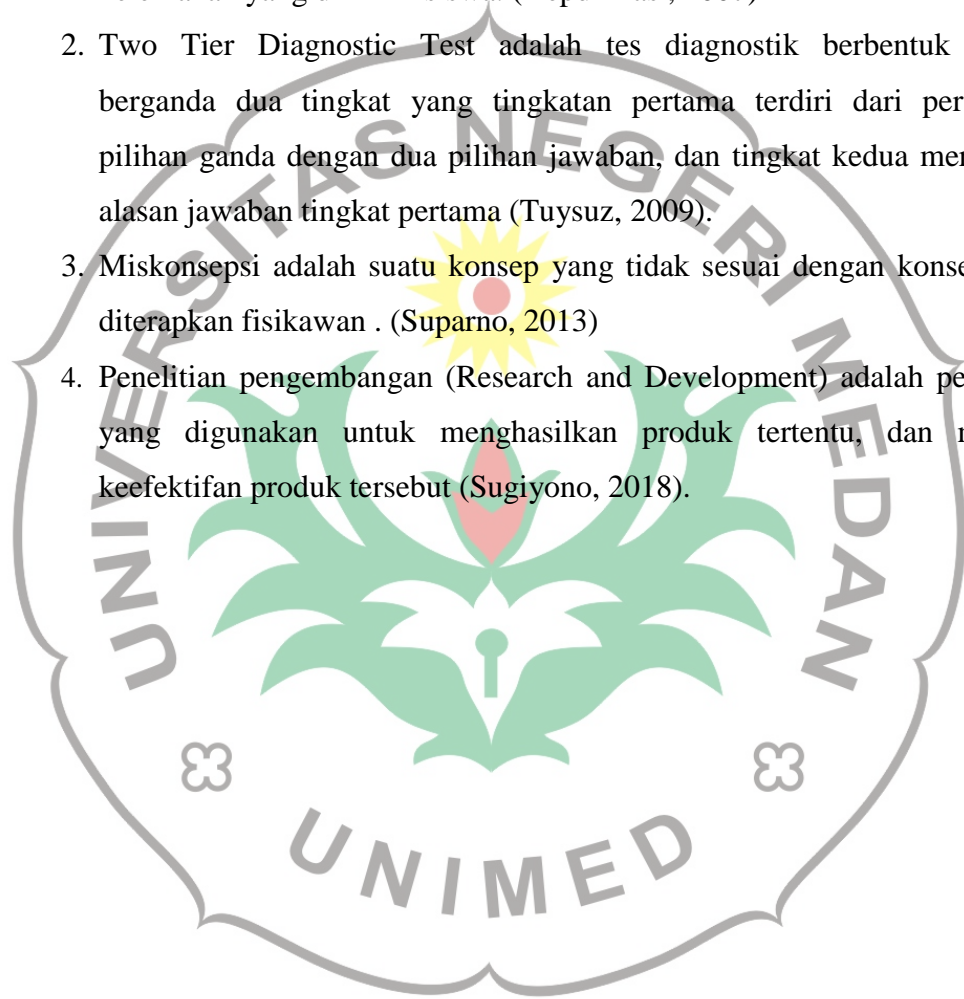 2. Two Tier Diagnostic Test adalah tes diagnostik berbentuk
berganda dua tingkat yang tingkatan pertama terdiri dari per
pilihan ganda dengan dua pilihan jawaban, dan tingkat kedua mer
alasan jawaban tingkat pertama (Tuysuz, 2009).
3. Miskonsepsi adalah suatu konsep yang tidak sesuai dengan konse
diterapkan fisikawan . (Suparno, 2013)
4. Penelitian pengembangan (Research and Development) adalah pe
yang digunakan untuk menghasilkan produk tertentu, dan
keefektifan produk tersebut (Sugiyono, 2018).
UNIVERSITAS NEGERI MEDAN
UNIMED